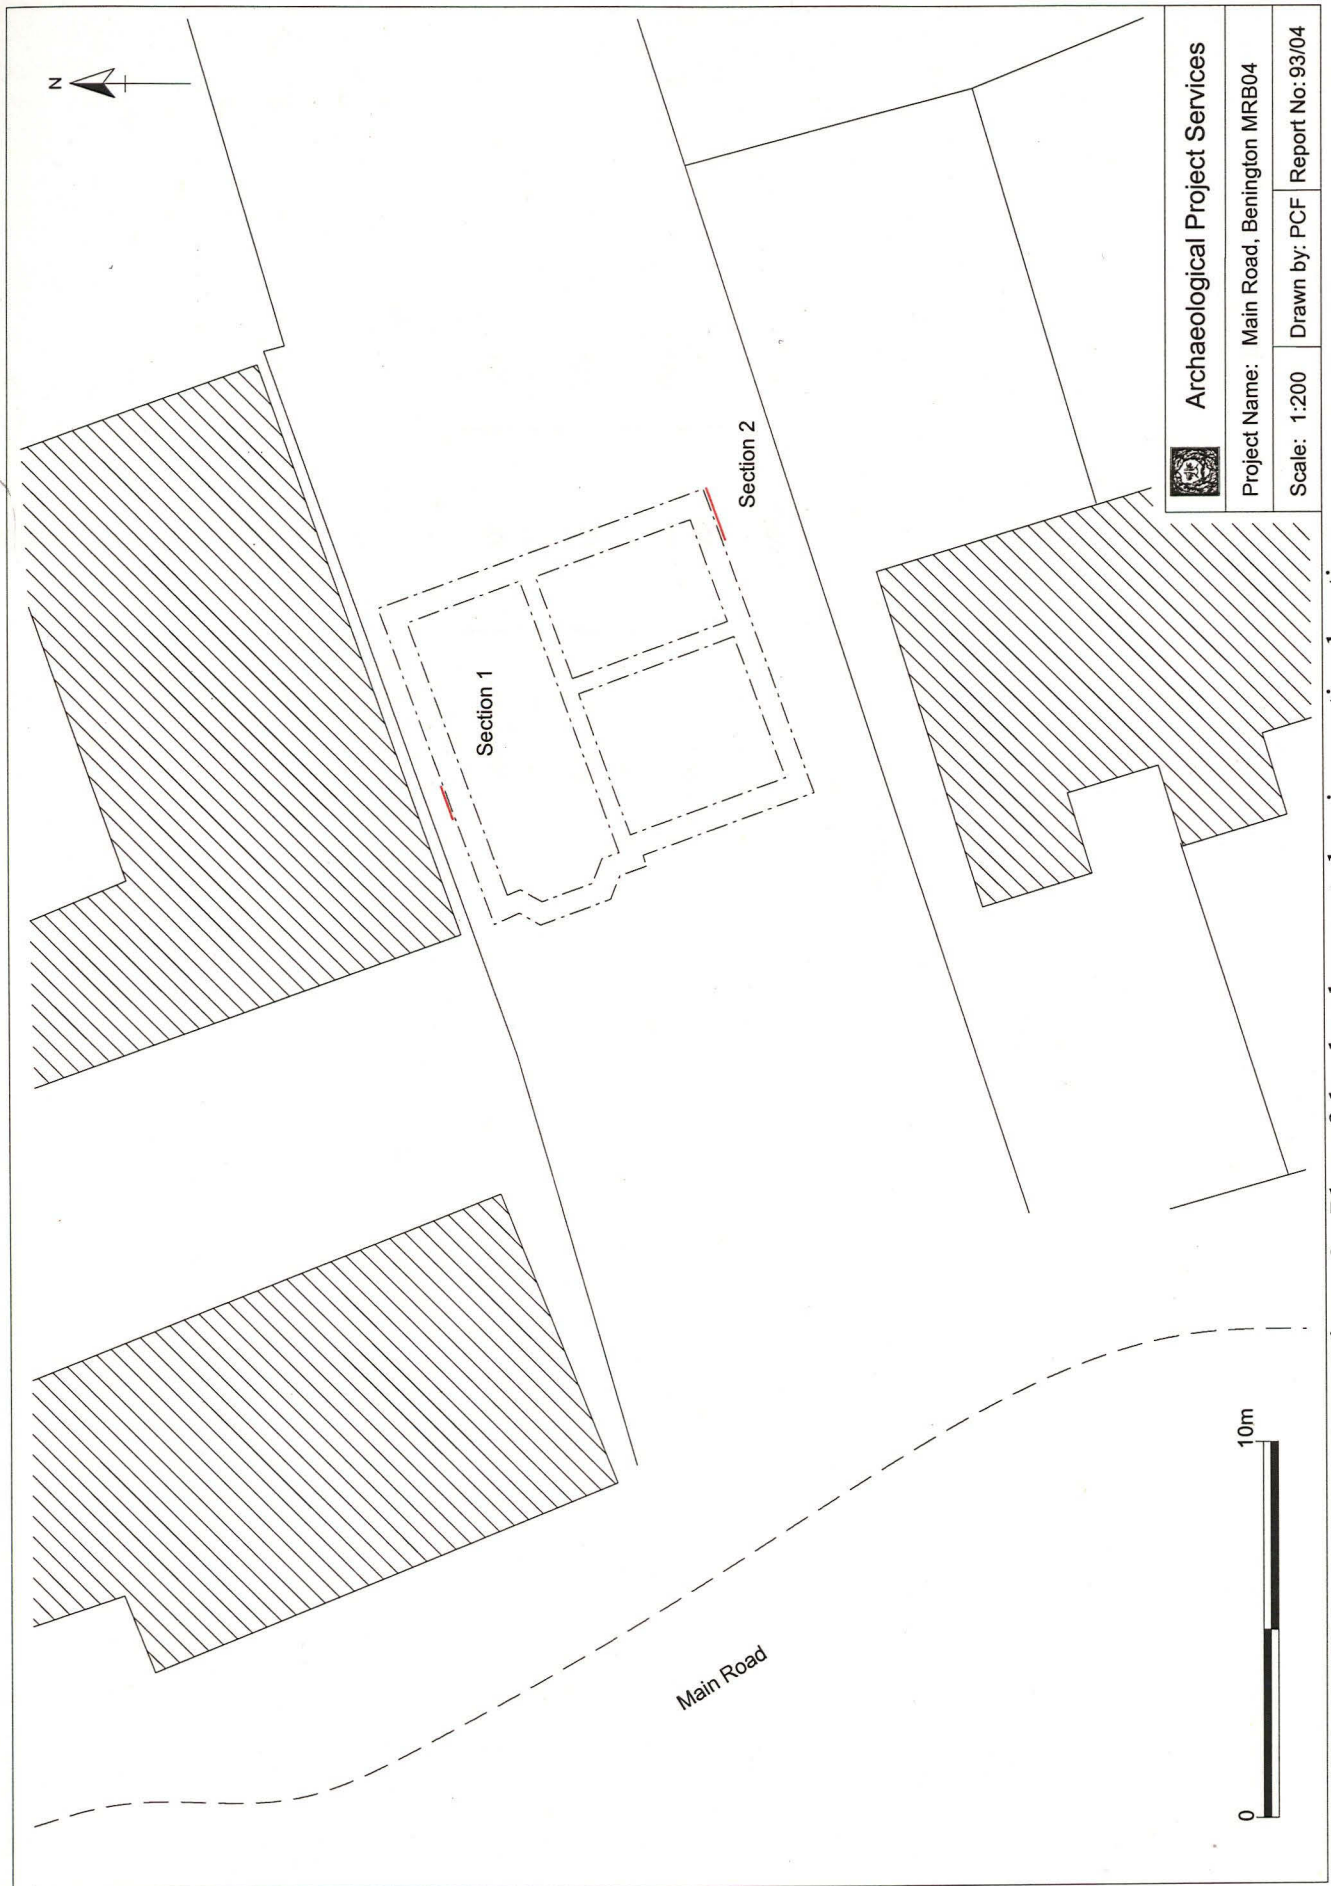 N
Section 1
Section 2
Main Road
0
10m
Archaeological Project Services
Project Name: Main Road, Benington MRB04
Scale: 1:200
Drawn by: PCF
Report No: 93/04